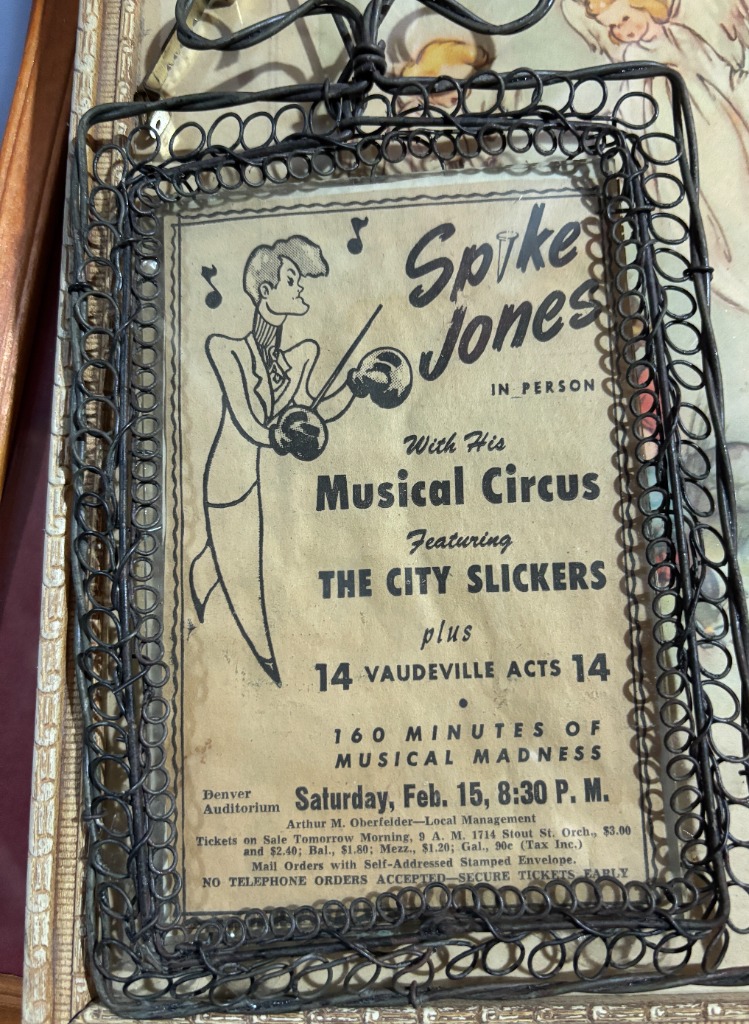 Spike
Jones
IN PERSON
With His
Musical Circus
Featuring
THE CITY SLICKERS
plus
14 VAUDEVILLE ACTS 14
•
160 MINUTES OF
MUSICAL MADNESS
Denver
Auditorium
Saturday, Feb. 15, 8:30 P. M.
Arthur M. Oberfelder—Local Management
Tickets on Sale Tomorrow Morning, 9 A. M. 1714 Stout St. Orch., $3.00
and $2.40; Bal., $1.80; Mezz., $1.20; Gal., 90c (Tax Inc.)
Mail Orders with Self-Addressed Stamped Envelope.
NO TELEPHONE ORDERS ACCEPTED—SECURE TICKETS EARLY